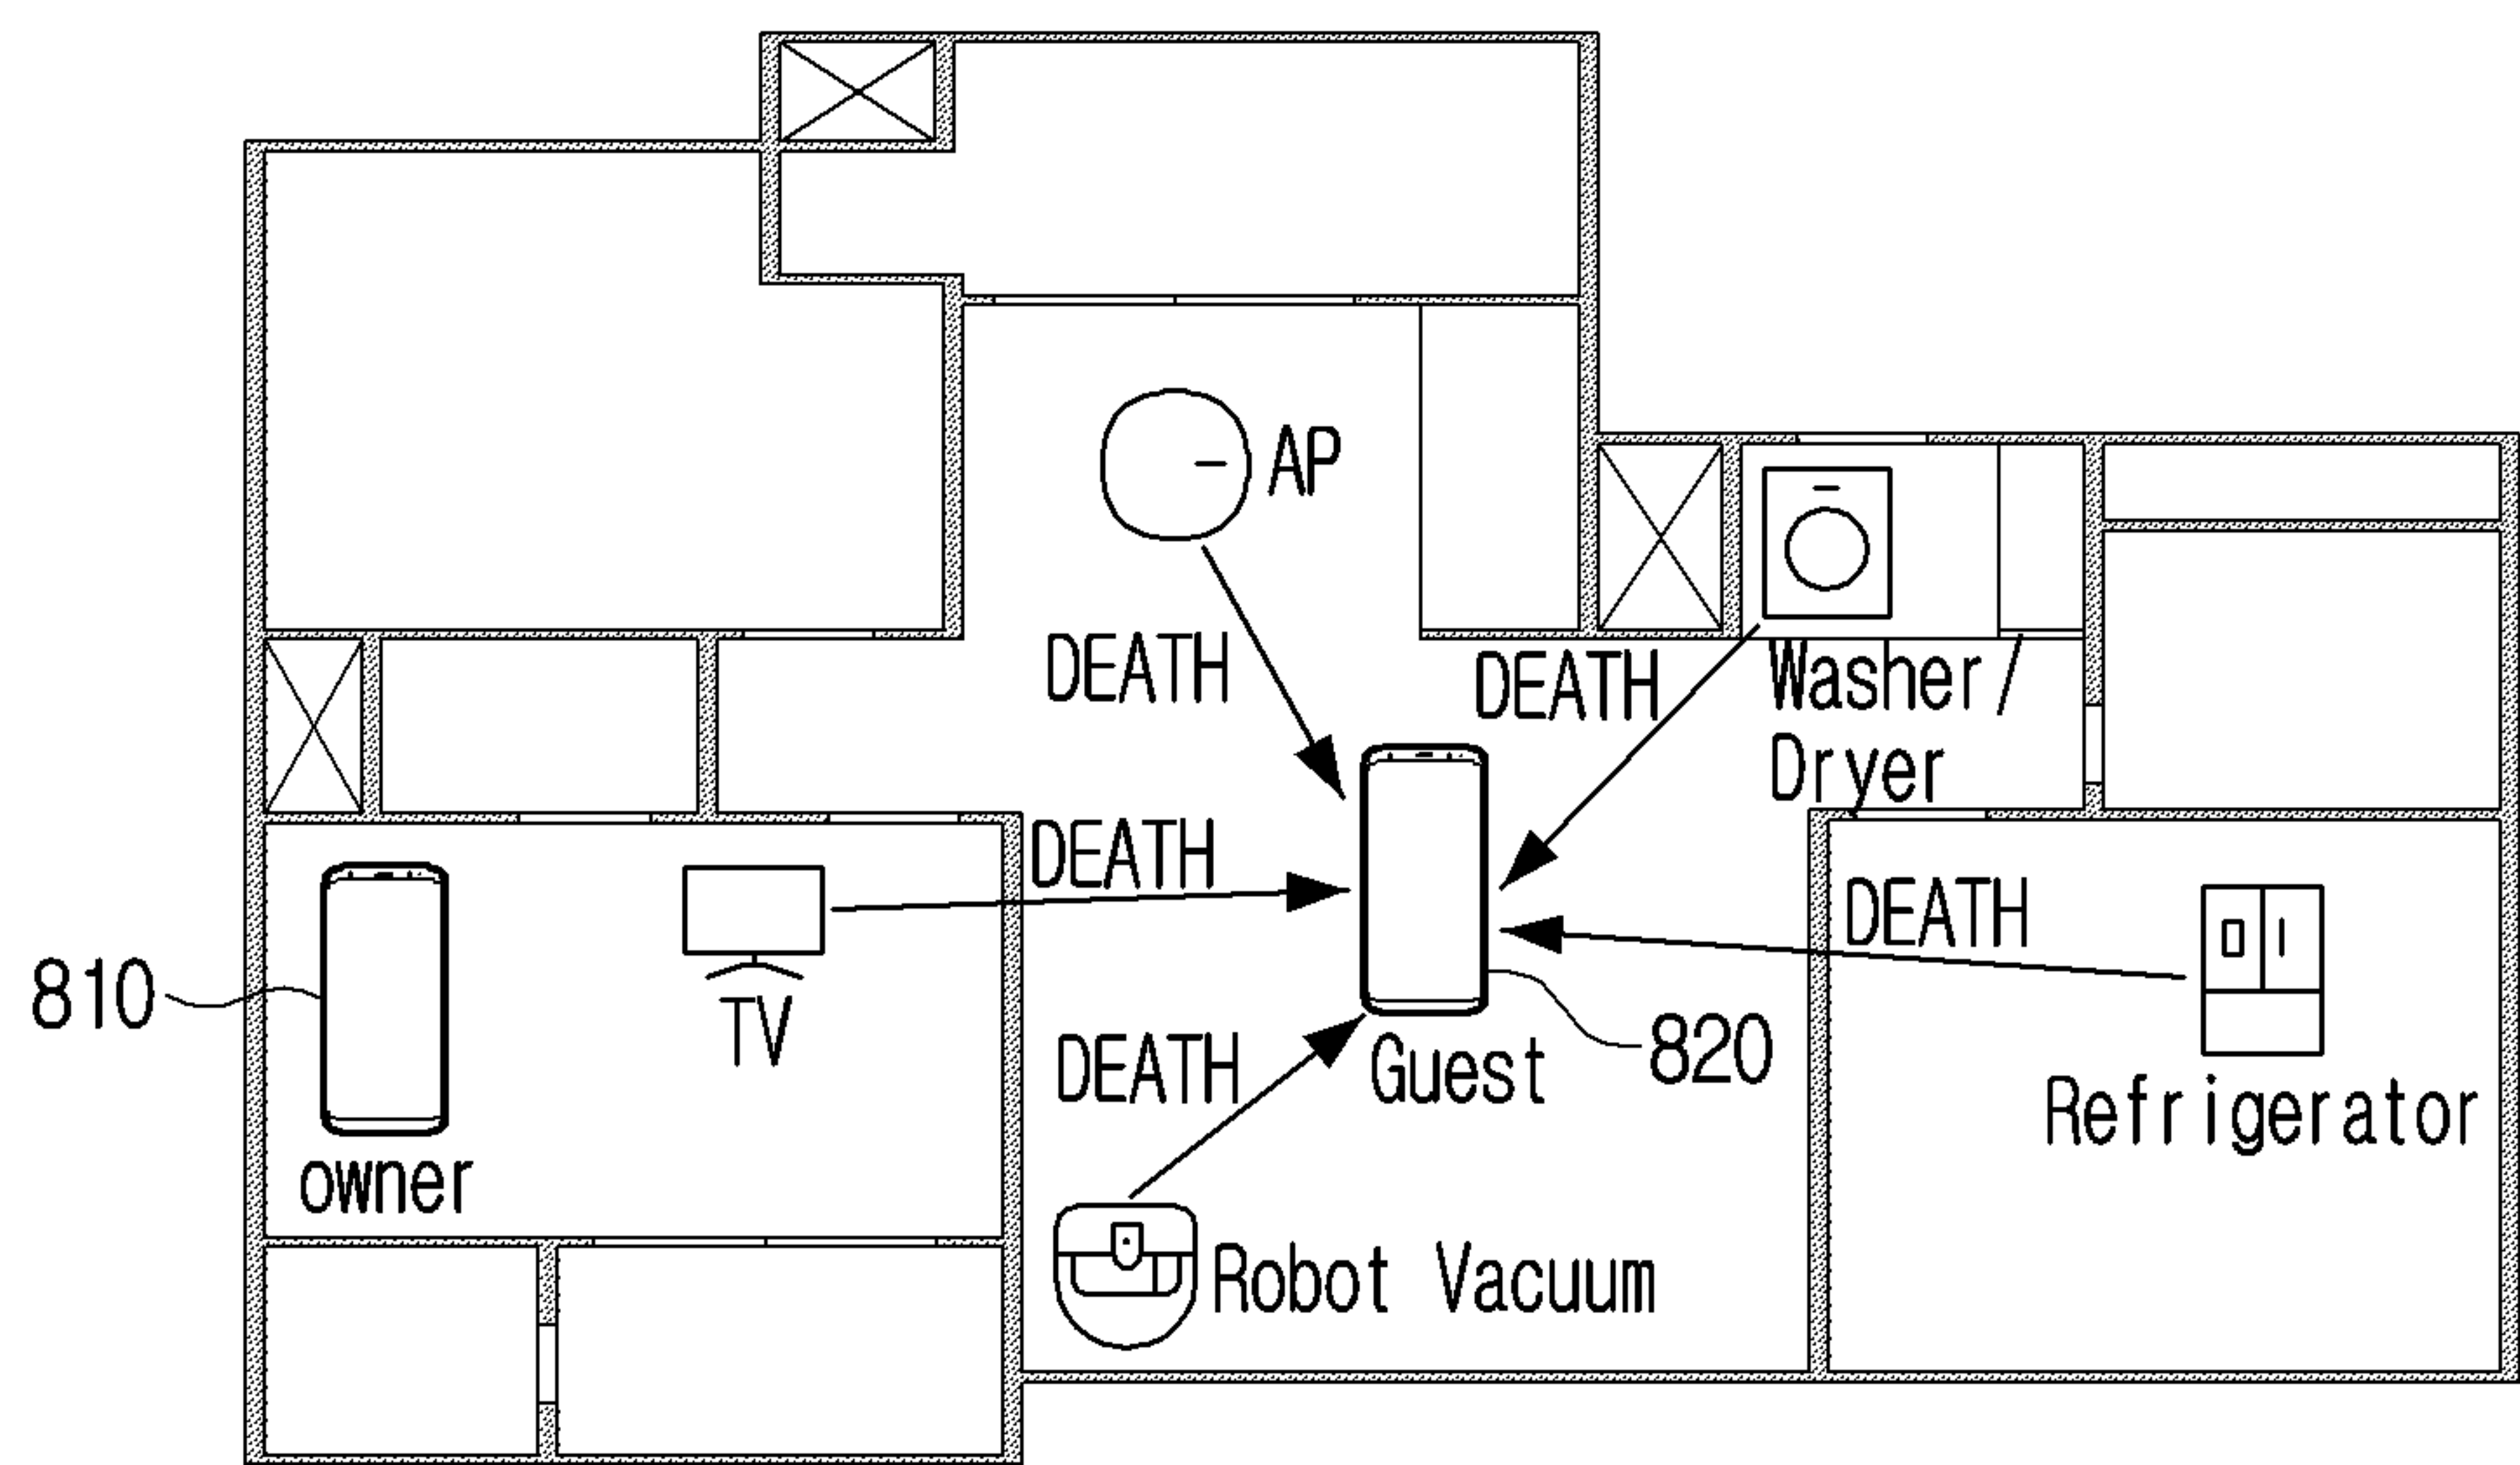 AP
DEATH
DEATH
Washer/
Dryer
DEATH
DEATH
810
TV
820
DEATH
Guest
Refrigerator
owner
Robot Vacuum